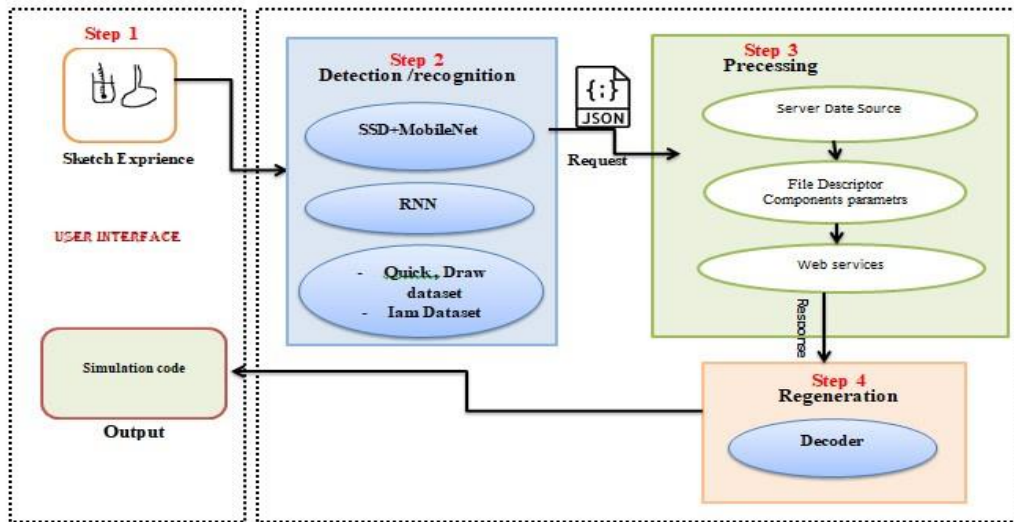 Step 1
Sketch Exprience
USER INTERFACE
Simulation code
Output
Step 2
Detection /recognition
SSD+MobileNet
RNN
- Quick, Draw
dataset
- Iam Dataset
{:}
JSON
Request
Step 3
Precessing
Server Date Source
File Descriptor
Components parametrs
Web services
Response
Step 4
Regeneration
Decoder